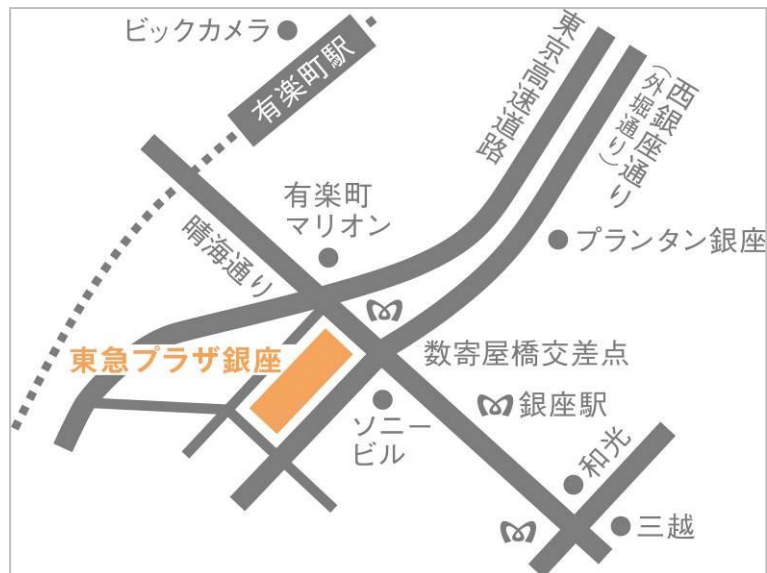 ビックカメラ
有楽町駅
東京高速道路
西銀座通り
（外堀通り）
有楽町
マリオン
晴海通り
プランタン銀座
東急プラザ銀座
数寄屋橋交差点
銀座駅
ソニー
ビル
和光
三越